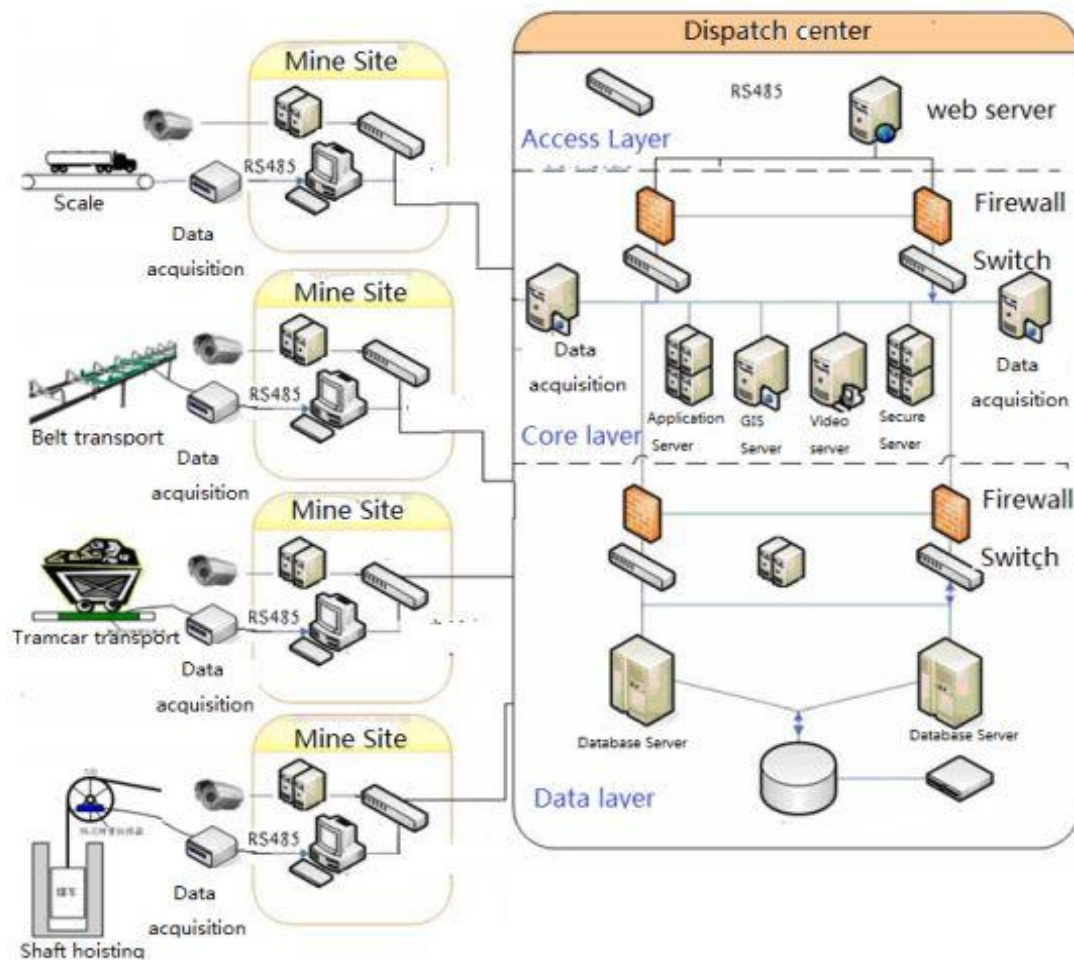 Dispatch center
RS485
web server
Access Layer
Firewall
Switch
Data
acquisition
Data
acquisition
Application
Server
GIS
Server
Video
server
Secure
Server
Core laver
Firewall
Switch
Database Server
Database Server
Data laver
Mine Site
RS485
Scale
Data
acquisition
Mine Site
RS485
Belt transport
Data
acquisition
Mine Site
RS485
Tramcar transport
Data
acquisition
Mine Site
RS485
Data
acquisition
Shaft hoisting